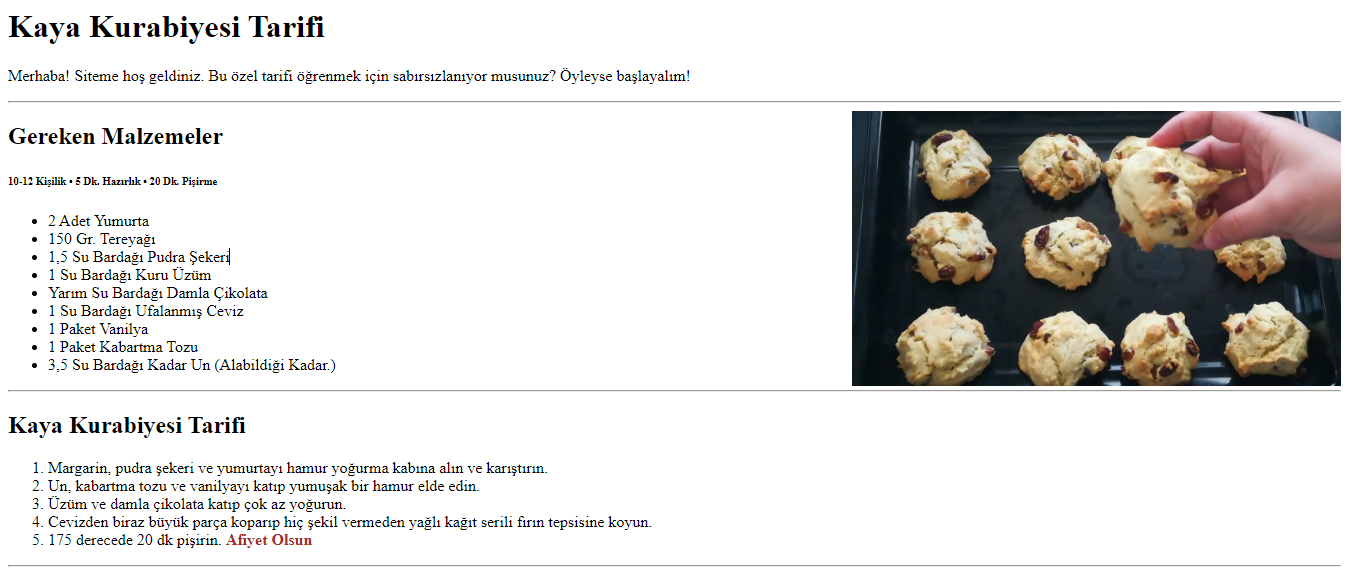 Kaya Kurabiyesi Tarifi
Merhaba! Siteme hoş geldiniz. Bu özel tarifi öğrenmek için sabırsızlanıyor musunuz? Öyleyse başlayalım!
Gereken Malzemeler
10-12 Kişilik • 5 Dk. Hazırlık • 20 Dk. Pişirme
• 2 Adet Yumurta
• 150 Gr. Tereyağı
• 1,5 Su Bardağı Pudra Şekeri
• 1 Su Bardağı Kuru Üzüm
• Yarım Su Bardağı Damla Çikolata
• 1 Su Bardağı Ufalanmış Ceviz
• 1 Paket Vanilya
• 1 Paket Kabartma Tozu
• 3,5 Su Bardağı Kadar Un (Alabildiği Kadar.)
Kaya Kurabiyesi Tarifi
1. Margarin, pudra şekeri ve yumurtayı hamur yoğurma kabına alın ve karıştırın.
2. Un, kabartma tozu ve vanilyayı katıp yumuşak bir hamur elde edin.
3. Üzüm ve damla çikolata katıp çok az yoğurun.
4. Cevizden biraz büyük parça koparıp hiç şekil vermeden yağlı kağıt serili fırın tepsisine koyun.
5. 175 derecede 20 dk pişirin. Afiyet Olsun